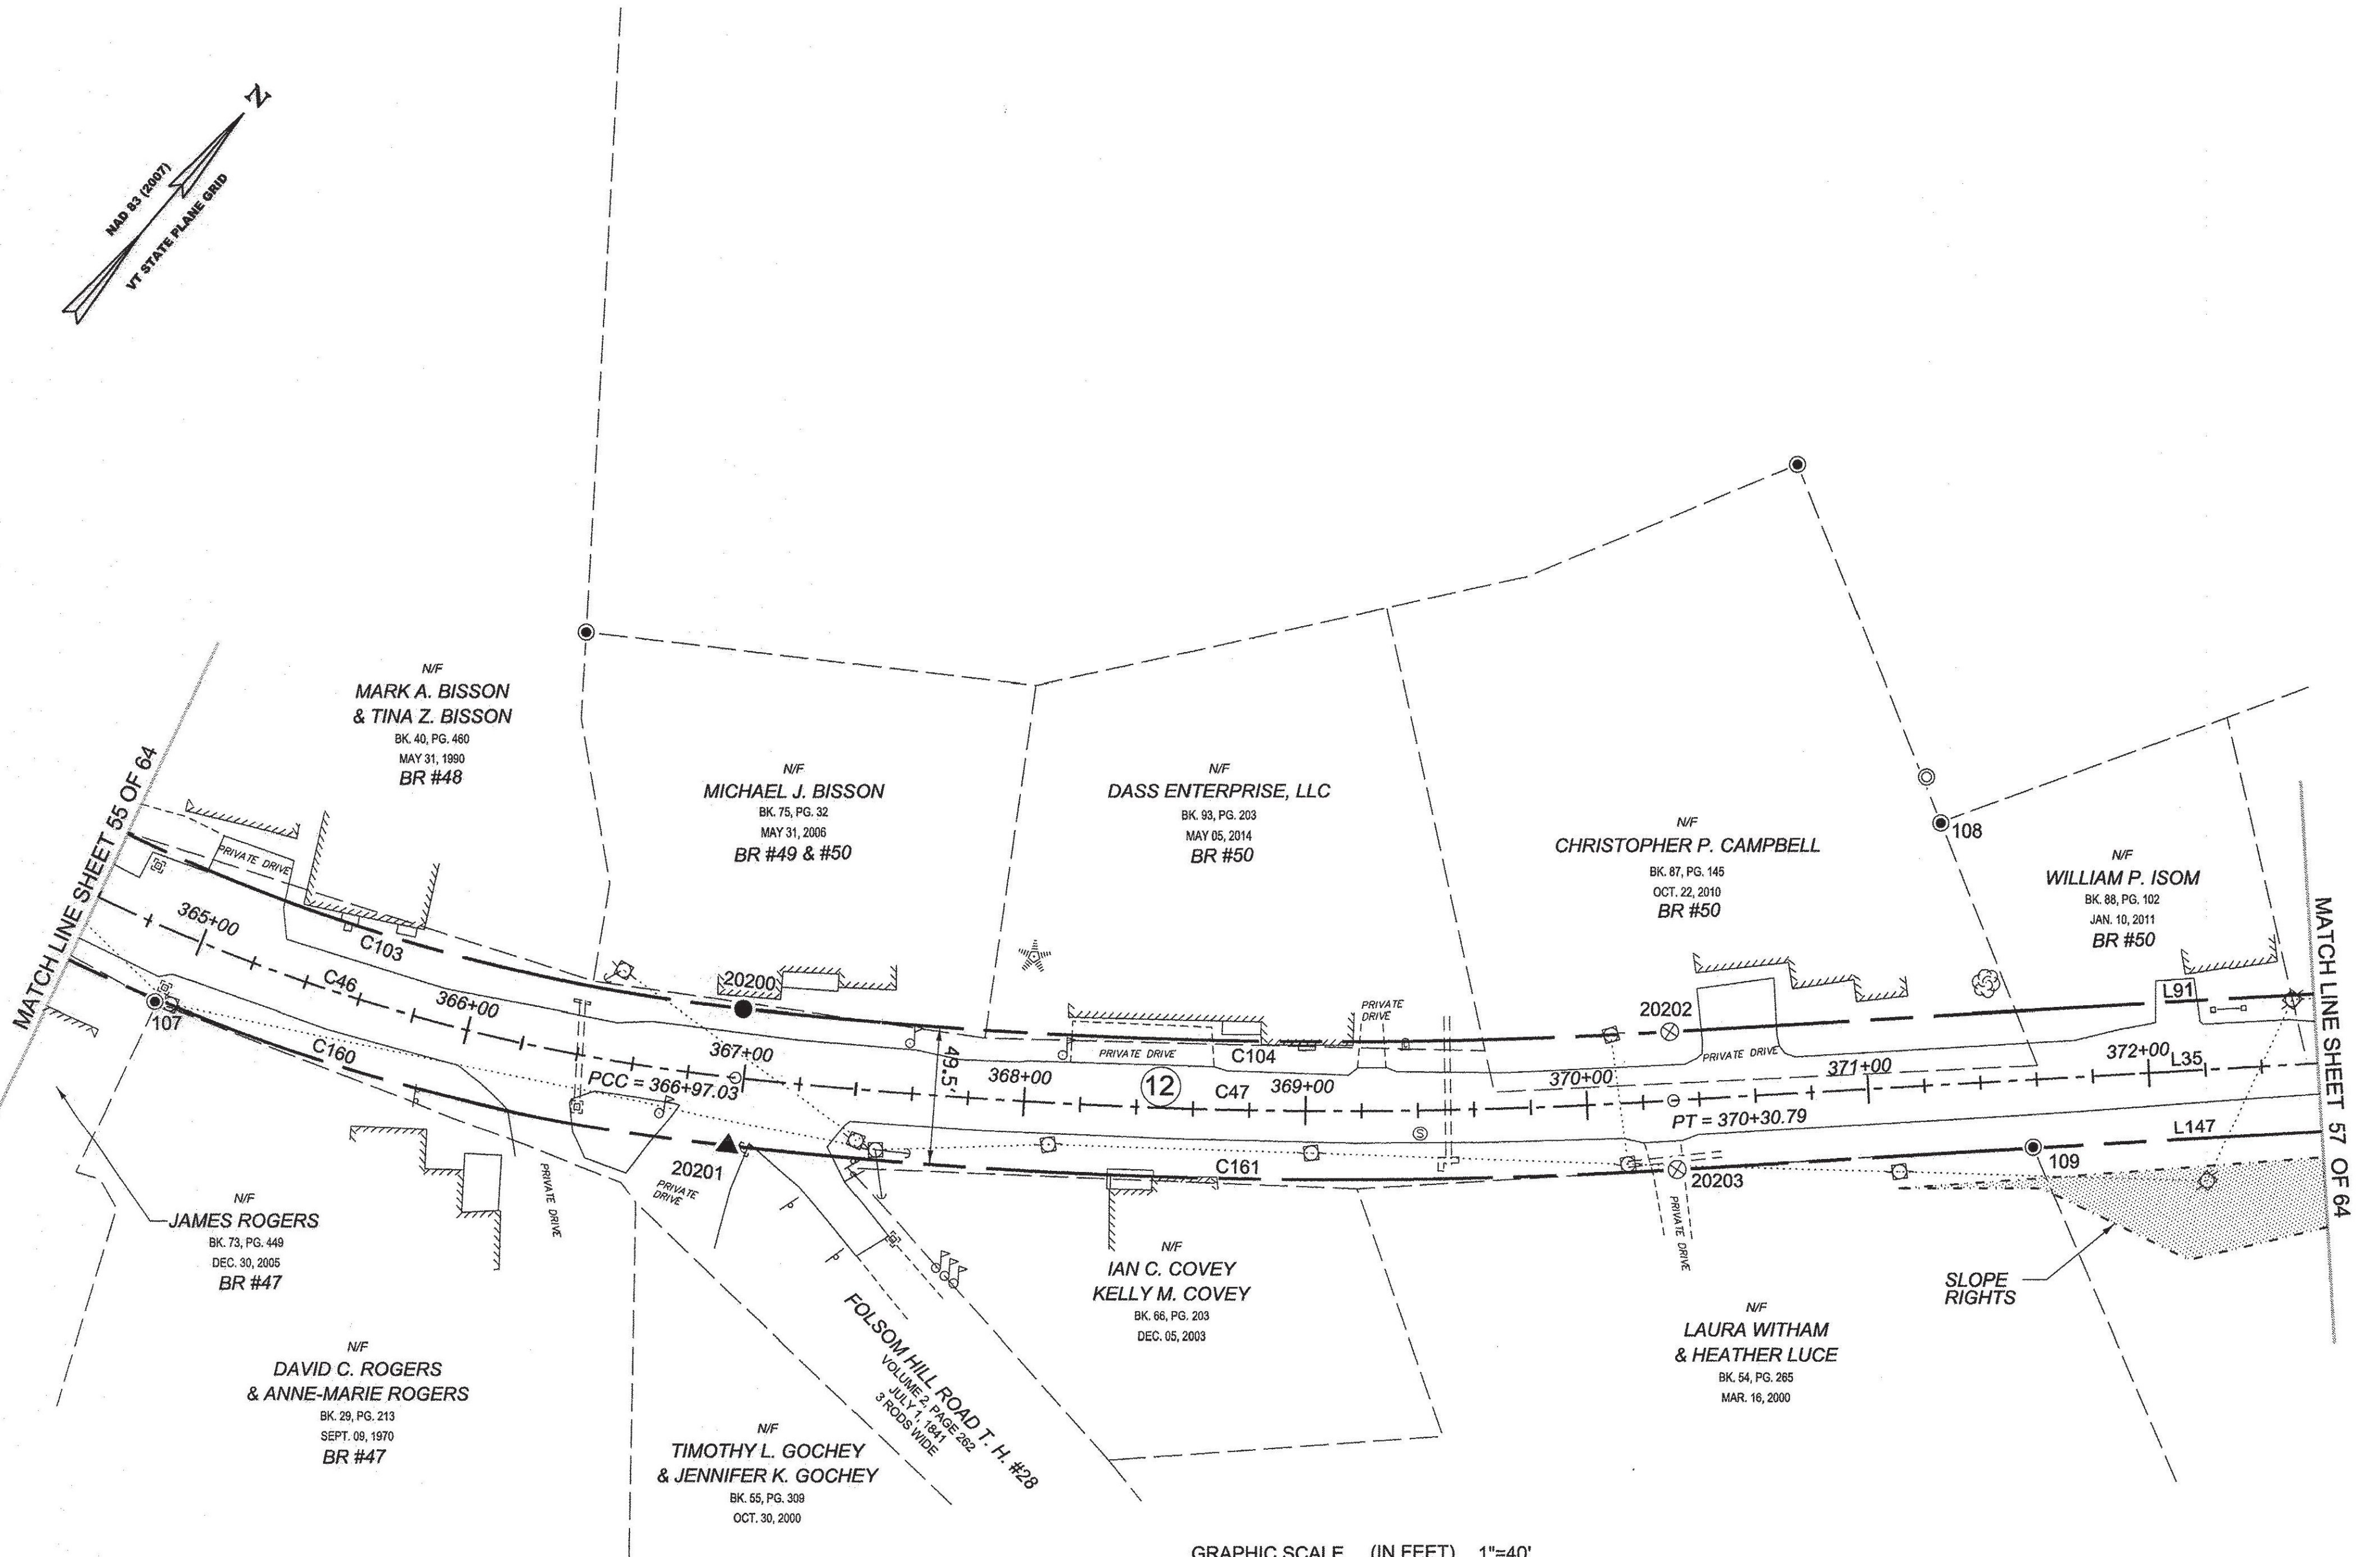 N
NAD 83 (2007)
VT STATE PLANE GRID
MATCH LINE SHEET 55 OF 64
N/F
MARK A. BISSON
& TINA Z. BISSON
BK. 40, PG. 460
MAY 31, 1990
BR #48
N/F
MICHAEL J. BISSON
BK. 75, PG. 32
MAY 31, 2006
BR #49 & #50
N/F
DASS ENTERPRISE, LLC
BK. 93, PG. 203
MAY 05, 2014
BR #50
N/F
CHRISTOPHER P. CAMPBELL
BK. 87, PG. 145
OCT. 22, 2010
BR #50
108
N/F
WILLIAM P. ISOM
BK. 88, PG. 102
JAN. 10, 2011
BR #50
MATCH LINE SHEET 57 OF 64
PRIVATE DRIVE
365+00
C103
C46
366+00
107
C160
20200
367+00
PCC = 366+97.03
20201
49.5'
368+00
PRIVATE DRIVE
12
C104
C47
369+00
PRIVATE
DRIVE
S
C161
370+00
20202
PRIVATE DRIVE
371+00
PT = 370+30.79
20203
372+00
L35
L91
L147
109
PRIVATE DRIVE
PRIVATE
DRIVE
PRIVATE DRIVE
N/F
JAMES ROGERS
BK. 73, PG. 449
DEC. 30, 2005
BR #47
N/F
DAVID C. ROGERS
& ANNE-MARIE ROGERS
BK. 29, PG. 213
SEPT. 09, 1970
BR #47
N/F
TIMOTHY L. GOCHEY
& JENNIFER K. GOCHEY
BK. 55, PG. 309
OCT. 30, 2000
FOLSOM HILL ROAD T. H. #28
VOLUME 2, PAGE 262
JULY 1, 1841
3 RODS WIDE
N/F
IAN C. COVEY
KELLY M. COVEY
BK. 66, PG. 203
DEC. 05, 2003
N/F
LAURA WITHAM
& HEATHER LUCE
BK. 54, PG. 265
MAR. 16, 2000
SLOPE
RIGHTS
GRAPHIC SCALE (IN FEET) 1"=40'